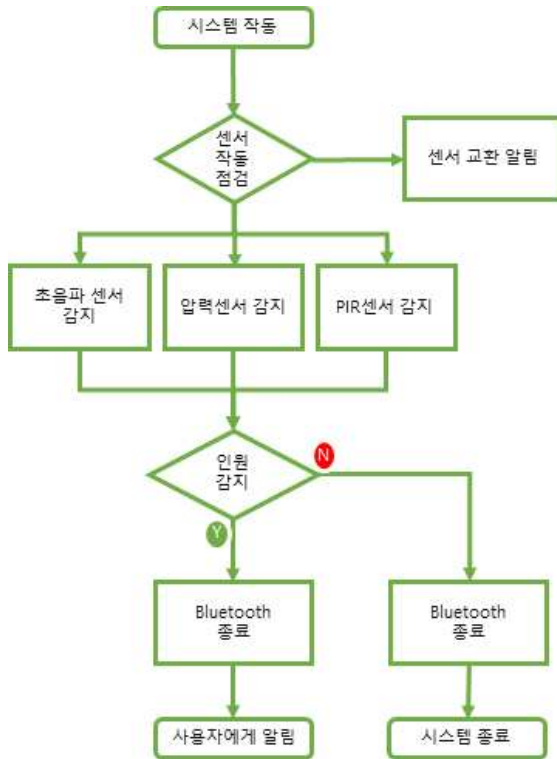 시스템 작동
센서
작동
점검
센서 교환 알림
초음파 센서
감지
압력센서 감지
PIR센서 감지
인원
감지
N
Y
Bluetooth
종료
Bluetooth
종료
사용자에게 알림
시스템 종료